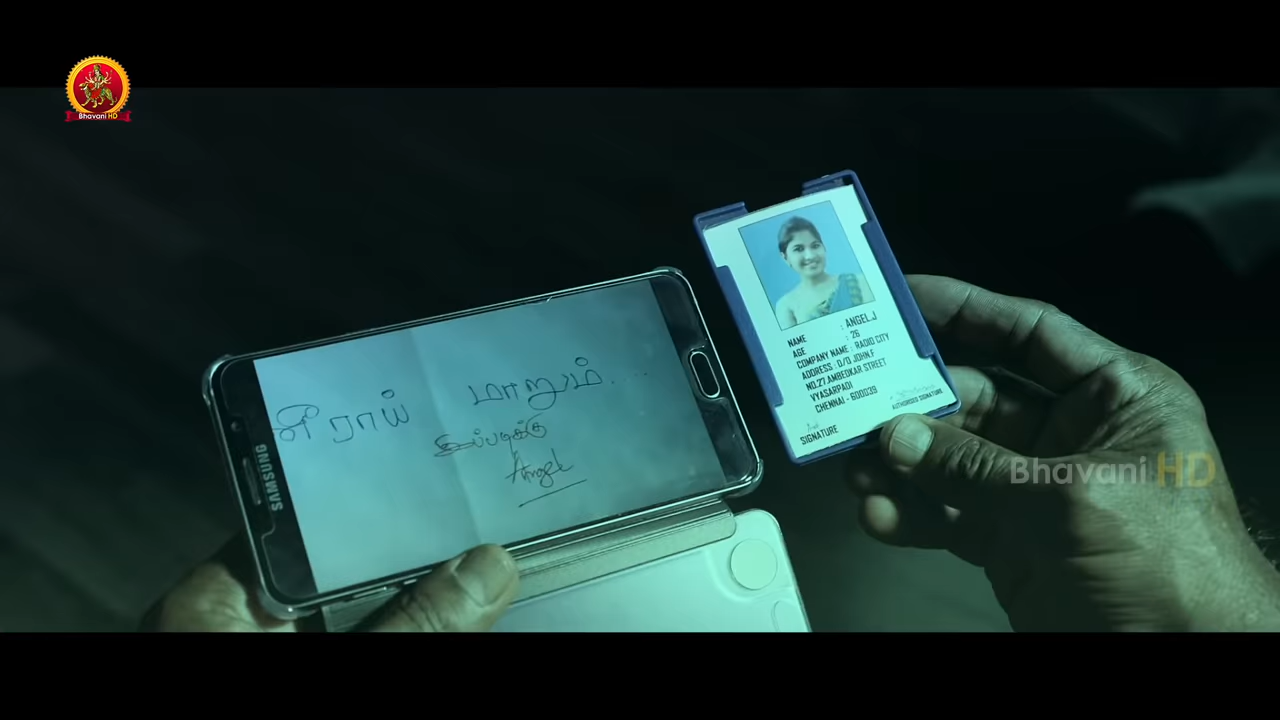 Bhavani HD
நீராய் மாறும். . .
இப்படிக்கு
Angel
SAMSUNG
NAME : ANGEL.J
AGE : 26
COMPANY NAME : RADIO CITY
ADDRESS : D/O JOHN.F
NO.27,AMBEDKAR STREET
VYASARPADI
CHENNAI - 600039
SIGNATURE
AUTHORISED SIGNATURE
Bhavani HD